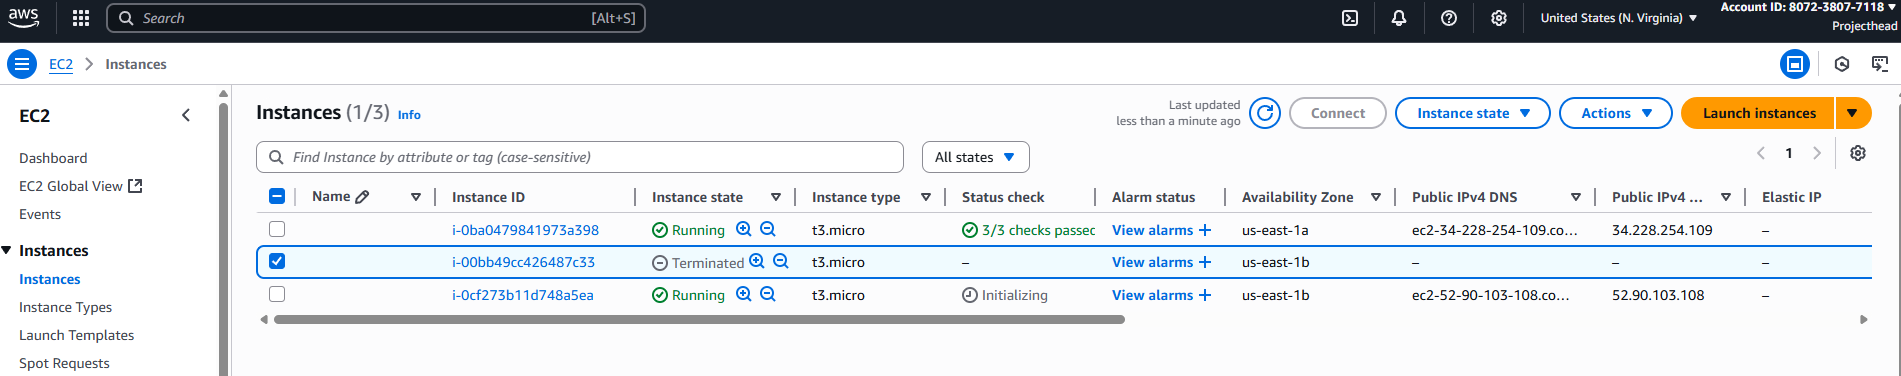 aws
Search [Alt+S]
United States (N. Virginia)
Account ID: 8072-3807-7118
Projecthead
EC2 > Instances
EC2
Dashboard
EC2 Global View
Events
Instances
Instances
Instance Types
Launch Templates
Spot Requests
Instances (1/3) Info
Last updated
less than a minute ago
Connect
Instance state
Actions
Launch instances
Find Instance by attribute or tag (case-sensitive)
All states
1
Name Instance ID Instance state Instance type Status check Alarm status Availability Zone Public IPv4 DNS Public IPv4 ... Elastic IP
i-0ba0479841973a398 Running t3.micro 3/3 checks passec View alarms + us-east-1a ec2-34-228-254-109.co... 34.228.254.109 –
i-00bb49cc426487c33 Terminated t3.micro – View alarms + us-east-1b – – –
i-0cf273b11d748a5ea Running t3.micro Initializing View alarms + us-east-1b ec2-52-90-103-108.co... 52.90.103.108 –